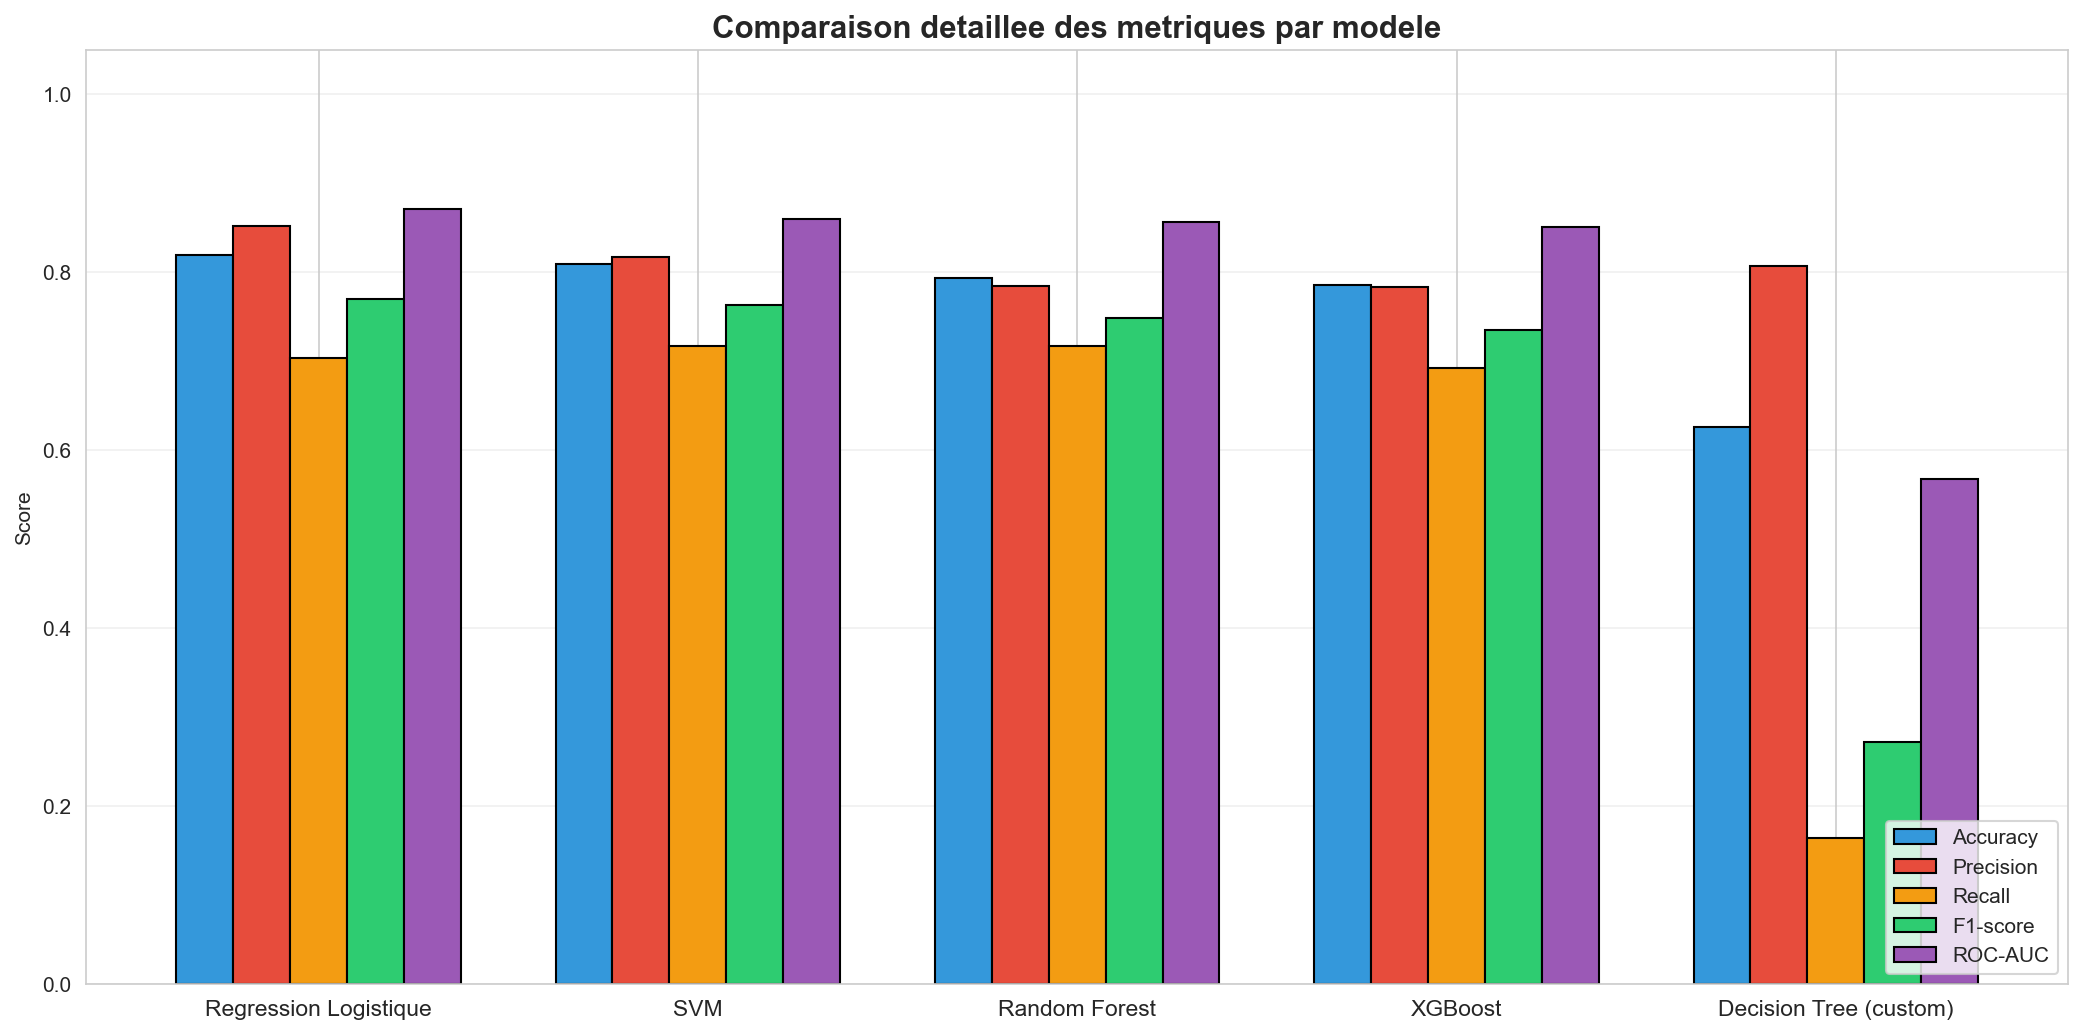 Comparaison detaillee des metriques par modele
Score
1.0
0.8
0.6
0.4
0.2
0.0
Accuracy
Precision
Recall
F1-score
ROC-AUC
Regression Logistique
SVM
Random Forest
XGBoost
Decision Tree (custom)